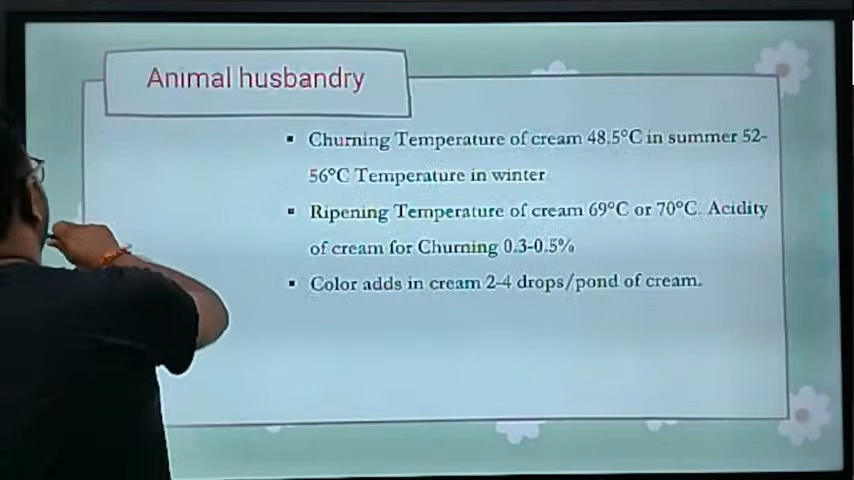 Animal husbandry
▪ Churning Temperature of cream 48.5°C in summer 52-
56°C Temperature in winter
▪ Ripening Temperature of cream 69°C or 70°C. Acidity
of cream for Churning 0.3-0.5%
▪ Color adds in cream 2-4 drops/pond of cream.